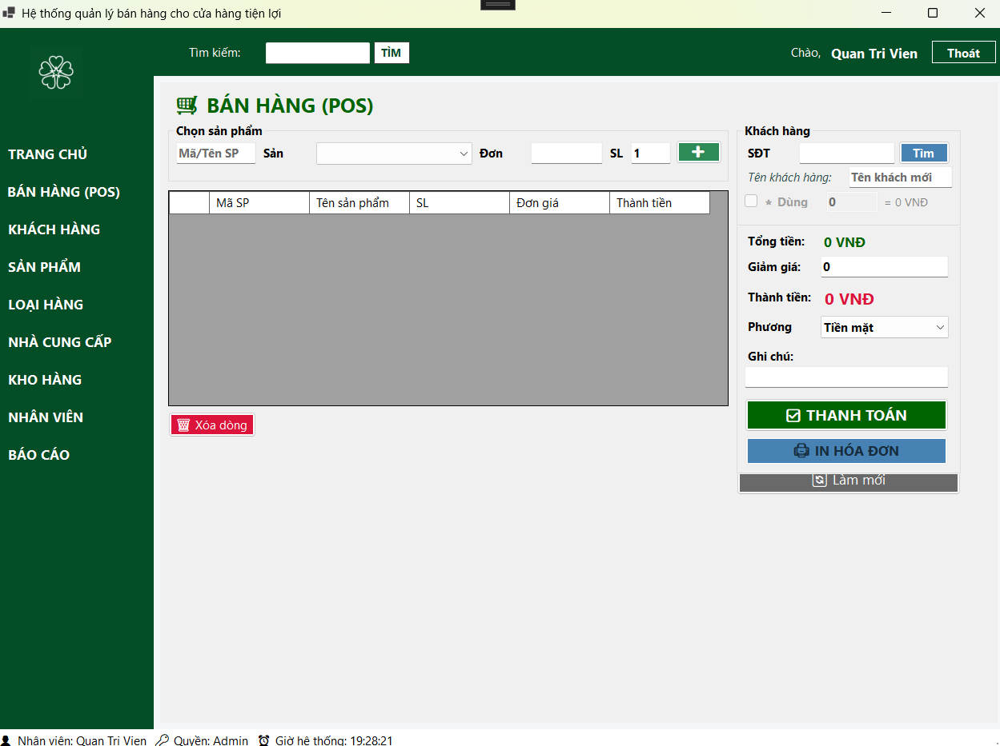 Hệ thống quản lý bán hàng cho cửa hàng tiện lợi
Tìm kiếm: TÌM Chào, Quan Tri Vien Thoát
TRANG CHỦ
BÁN HÀNG (POS)
KHÁCH HÀNG
SẢN PHẨM
LOẠI HÀNG
NHÀ CUNG CẤP
KHO HÀNG
NHÂN VIÊN
BÁO CÁO
BÁN HÀNG (POS)
Chọn sản phẩm
Mã/Tên SP Sản Đơn SL 1
Mã SP Tên sản phẩm SL Đơn giá Thành tiền
Xóa dòng
Khách hàng
SĐT Tìm
Tên khách hàng: Tên khách mới
Dùng 0 = 0 VNĐ
Tổng tiền: 0 VNĐ
Giảm giá: 0
Thành tiền: 0 VNĐ
Phương Tiền mặt
Ghi chú:
THANH TOÁN
IN HÓA ĐƠN
Làm mới
Nhân viên: Quan Tri Vien Quyền: Admin Giờ hệ thống: 19:28:21